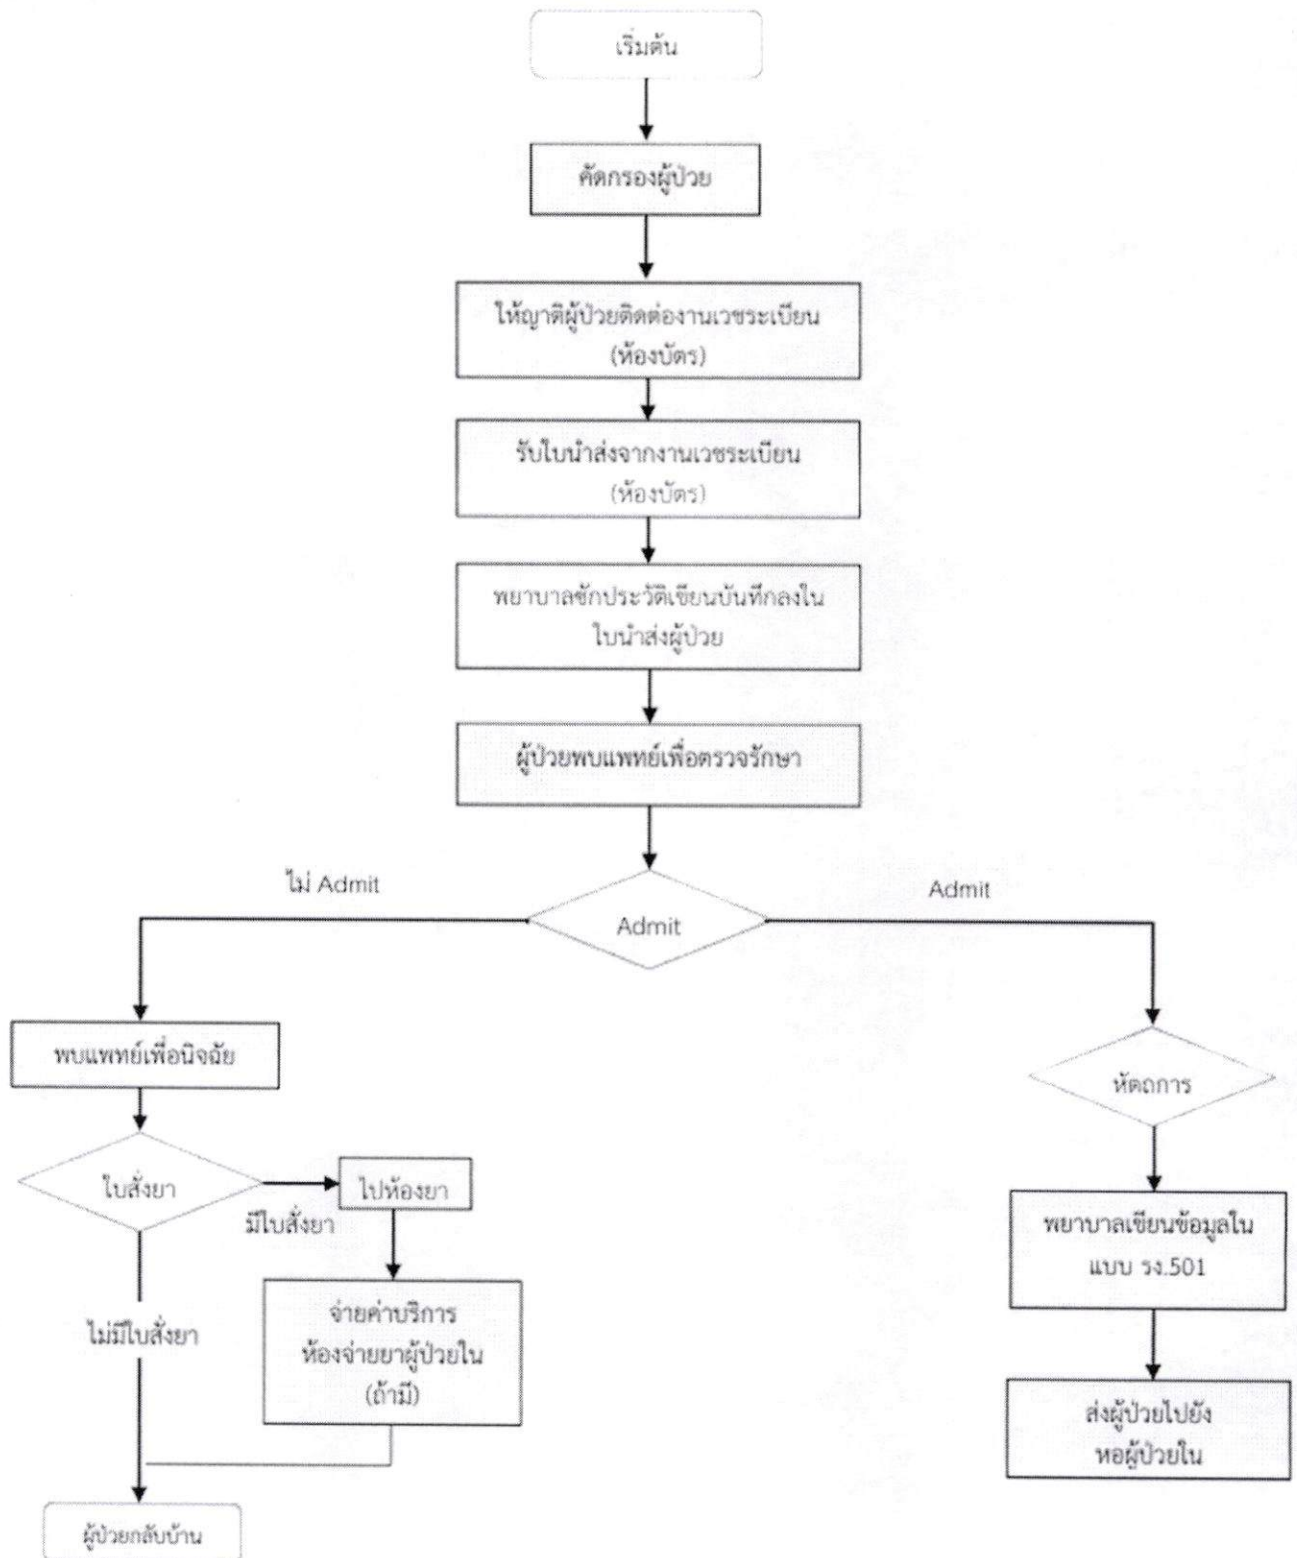 เริ่มต้น
คัดกรองผู้ป่วย
ให้ญาติผู้ป่วยติดต่องานเวชระเบียน
(ห้องบัตร)
รับใบนำส่งจากงานเวชระเบียน
(ห้องบัตร)
พยาบาลซักประวัติเขียนบันทึกลงใน
ใบนำส่งผู้ป่วย
ผู้ป่วยพบแพทย์เพื่อตรวจรักษา
ไม่ Admit
Admit
Admit
พบแพทย์เพื่อนิจฉัย
หัตถการ
ใบสั่งยา
ไปห้องยา
มีใบสั่งยา
พยาบาลเขียนข้อมูลใน
แบบ รง.501
จ่ายค่าบริการ
ห้องจ่ายยาผู้ป่วยใน
(ถ้ามี)
ไม่มีใบสั่งยา
ส่งผู้ป่วยไปยัง
หอผู้ป่วยใน
ผู้ป่วยกลับบ้าน